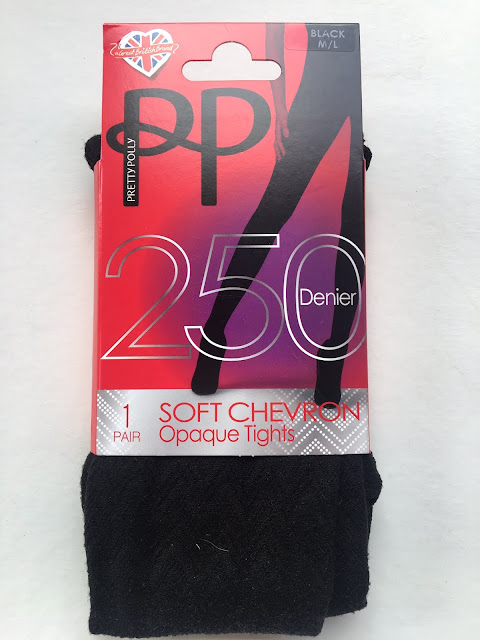 a Great British Brand
BLACK
M/L
PP
PRETTY POLLY
250
Denier
1
PAIR
SOFT CHEVRON
Opaque Tights